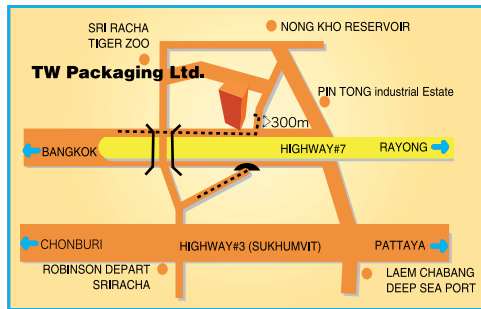 SRI RACHA
TIGER ZOO
NONG KHO RESERVOIR
TW Packaging Ltd.
PIN TONG industrial Estate
300m
BANGKOK
HIGHWAY#7
RAYONG
CHONBURI
HIGHWAY#3 (SUKHUMVIT)
PATTAYA
ROBINSON DEPART
SRIRACHA
LAEM CHABANG
DEEP SEA PORT